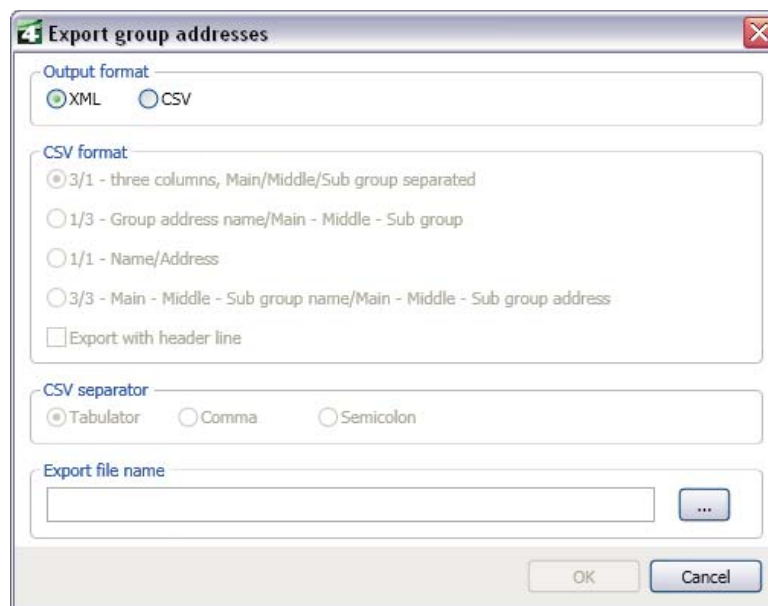 4 Export group addresses
Output format
XML CSV
CSV format
3/1 - three columns, Main/Middle/Sub group separated
1/3 - Group address name/Main - Middle - Sub group
1/1 - Name/Address
3/3 - Main - Middle - Sub group name/Main - Middle - Sub group address
Export with header line
CSV separator
Tabulator Comma Semicolon
Export file name
...
OK Cancel